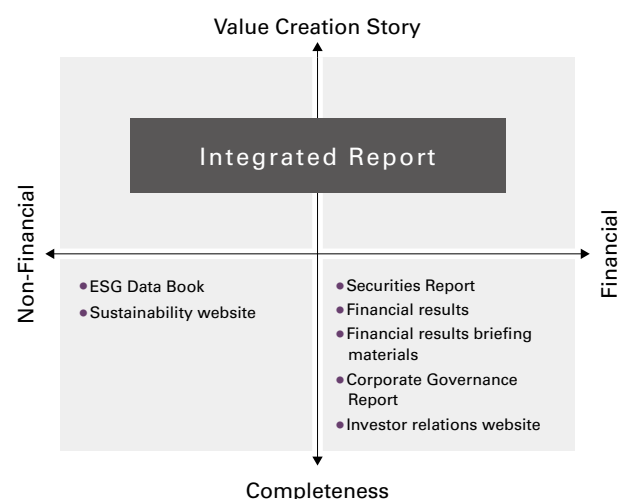 Value Creation Story
Integrated Report
Non-Financial
Financial
•ESG Data Book
•Sustainability website
•Securities Report
•Financial results
•Financial results briefing
materials
•Corporate Governance
Report
•Investor relations website
Completeness